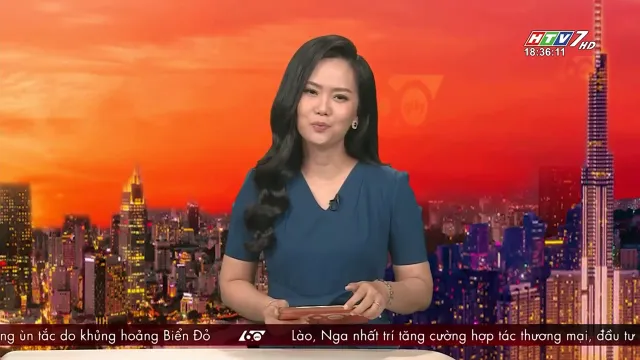 HTV7 HD
18:36:11
ùn tắc do khủng hoảng Biển Đỏ 60 Lào, Nga nhất trí tăng cường hợp tác thương mại, đầu tư